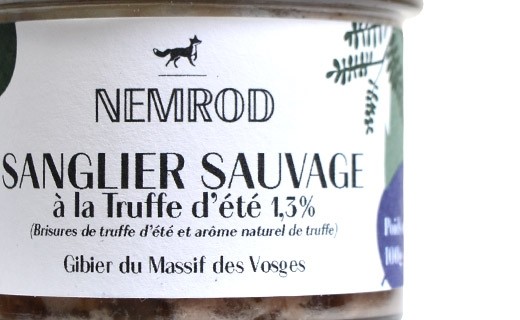 NEMROD
SANGLIER SAUVAGE
à la Truffe d'été 1,3%
(Brisures de truffe d'été et arôme naturel de truffe)
Gibier du Massif des Vosges
100g